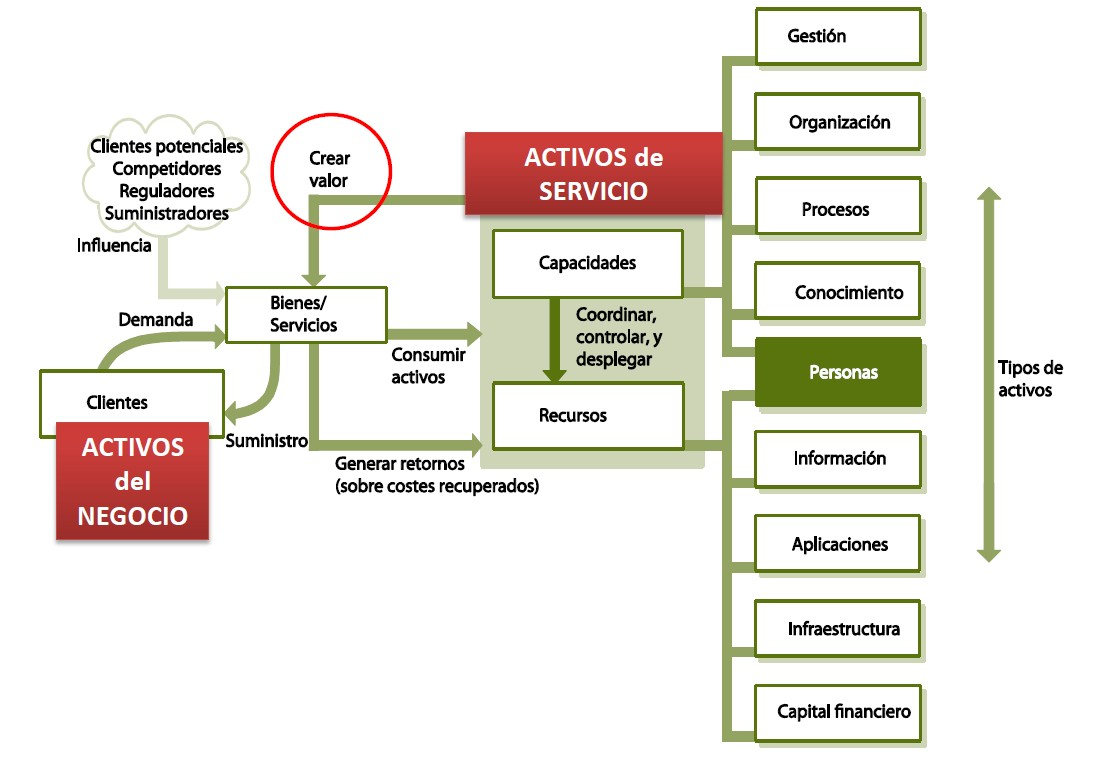 Gestión
Organización
Procesos
Conocimiento
Personas
Información
Aplicaciones
Infraestructura
Capital financiero
Tipos de
activos
ACTIVOS de
SERVICIO
Capacidades
Coordinar,
controlar, y
desplegar
Recursos
Crear
valor
Clientes potenciales
Competidores
Reguladores
Suministradores
Influencia
Bienes/
Servicios
Demanda
Consumir
activos
Clientes
Suministro
ACTIVOS
del
NEGOCIO
Generar retornos
(sobre costes recuperados)